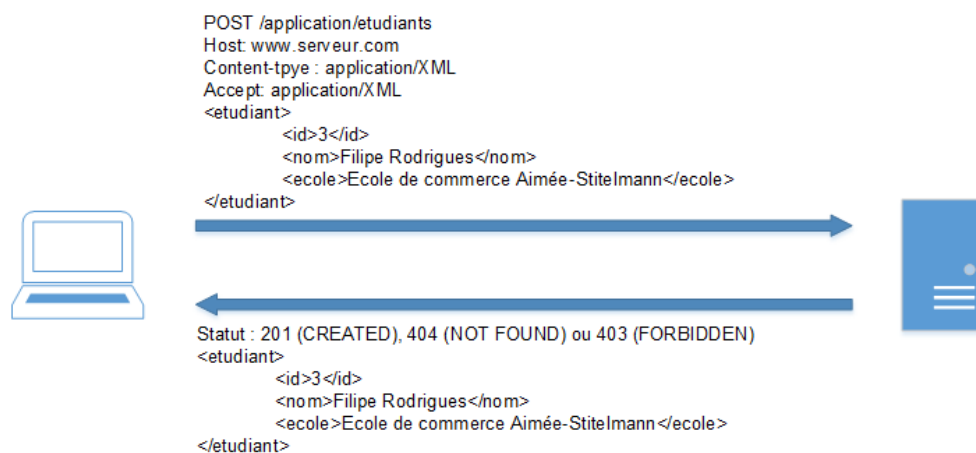 POST /application/etudiants
Host: www.serveur.com
Content-tpye : application/XML
Accept: application/XML
<etudiant>
<id>3</id>
<nom>Filipe Rodrigues</nom>
<ecole>Ecole de commerce Aimée-Stitelmann</ecole>
</etudiant>
Statut : 201 (CREATED), 404 (NOT FOUND) ou 403 (FORBIDDEN)
<etudiant>
<id>3</id>
<nom>Filipe Rodrigues</nom>
<ecole>Ecole de commerce Aimée-Stitelmann</ecole>
</etudiant>